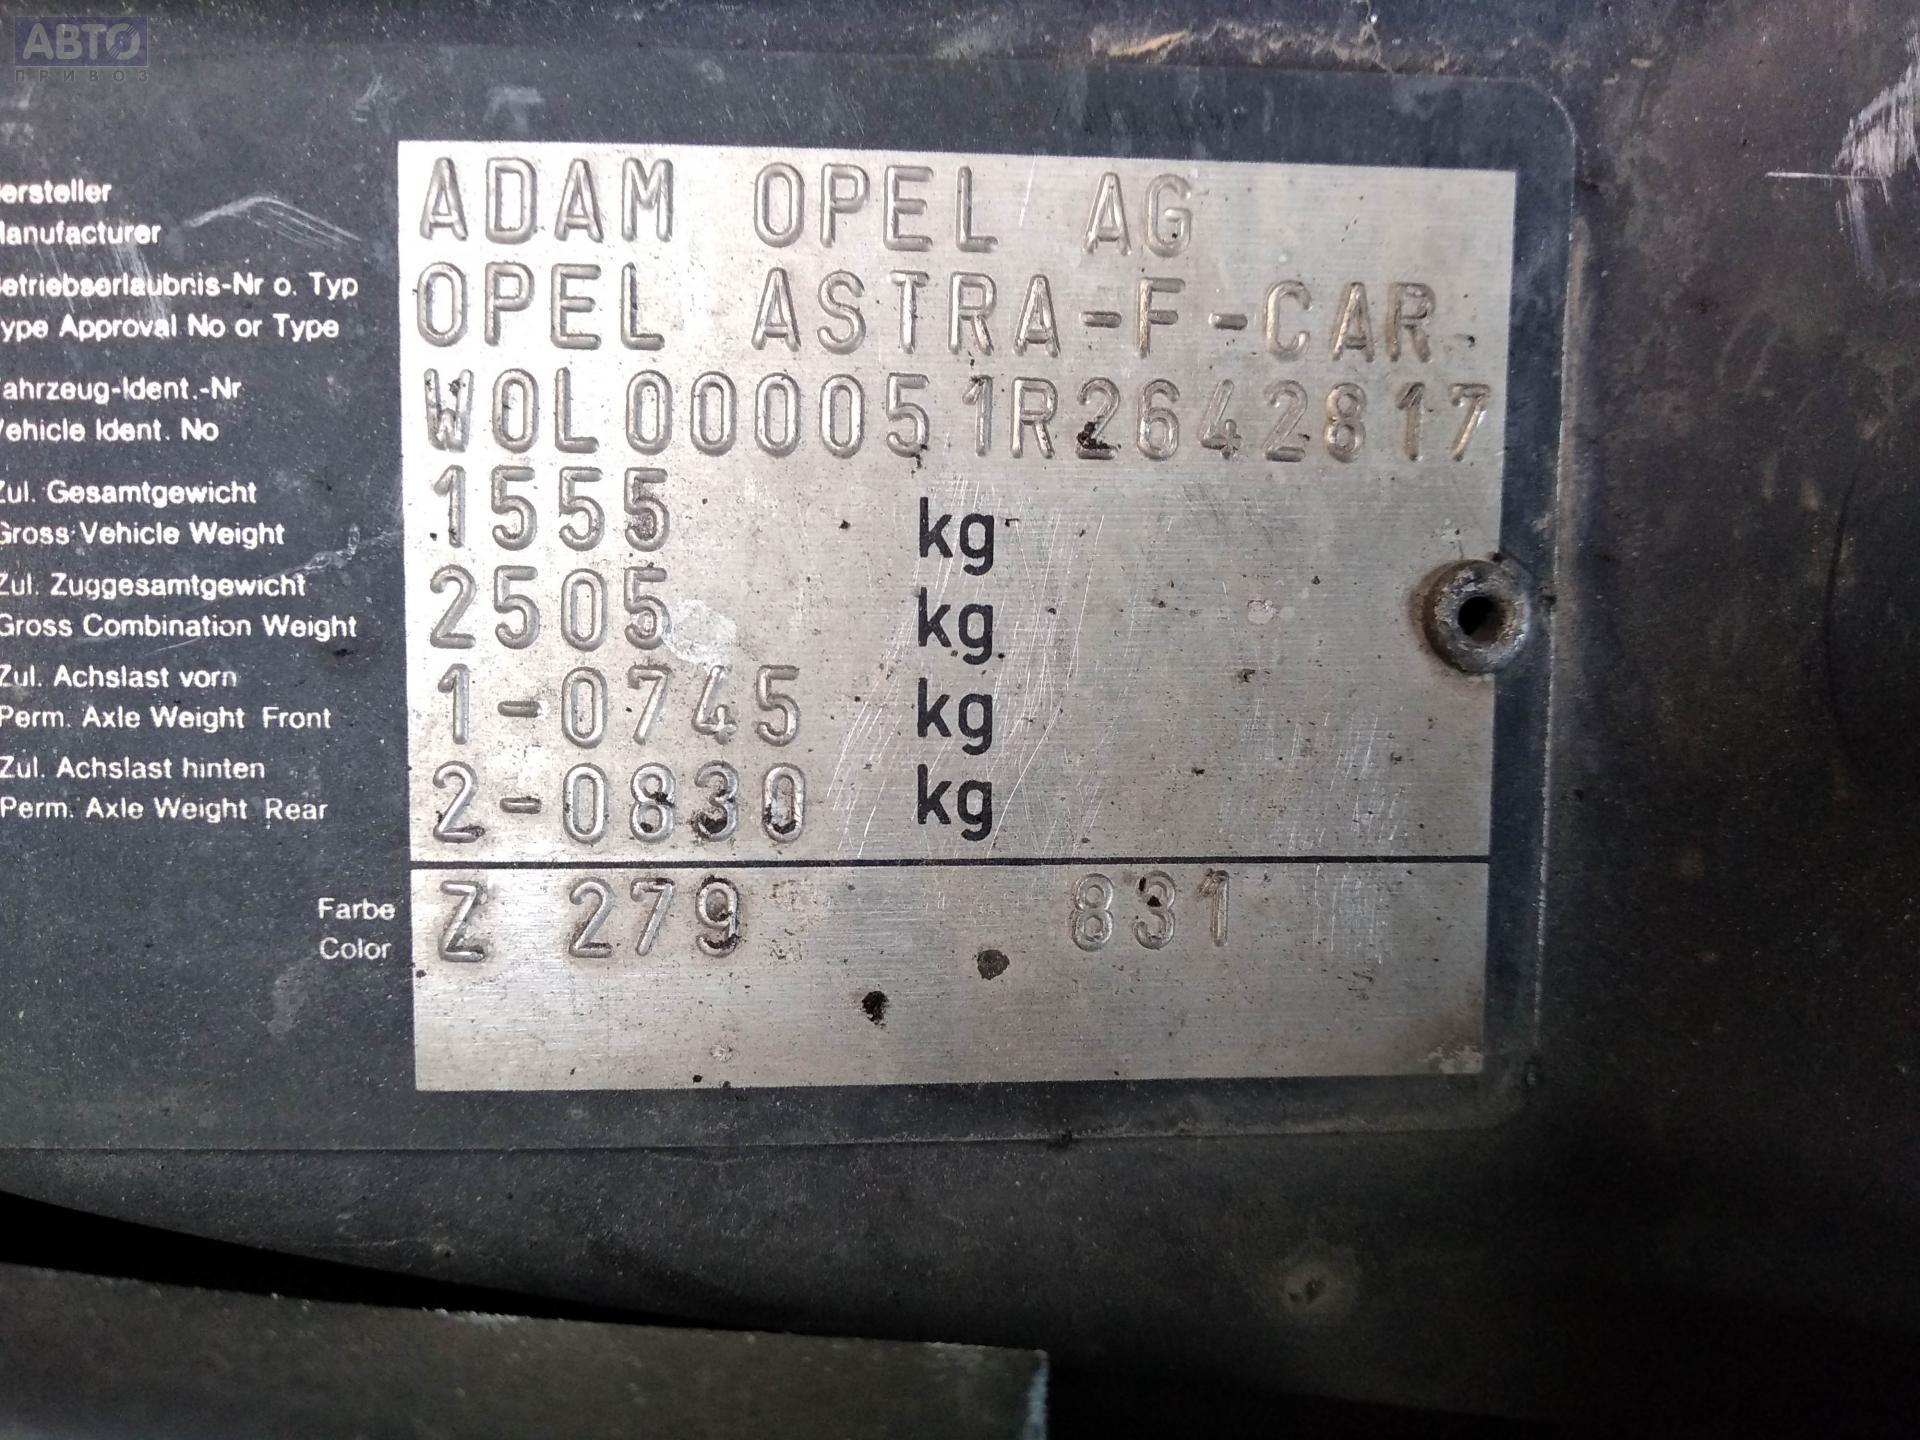 АВТО
ПРИВОЗ
ersteller
anufacturer
ADAM OPEL AG
etriebserlaubnis-Nr o. Typ
ype Approval No or Type
OPEL ASTRA-F-CAR
ahrzeug-Ident.-Nr
ehicle Ident. No
W0L000051R2642817
Zul. Gesamtgewicht
Gross Vehicle Weight
1555 kg
Zul. Zuggesamtgewicht
Gross Combination Weight
2505 kg
Zul. Achslast vorn
Perm. Axle Weight Front
1-0745 kg
Zul. Achslast hinten
Perm. Axle Weight Rear
2-0830 kg
Farbe
Color
Z 279 831